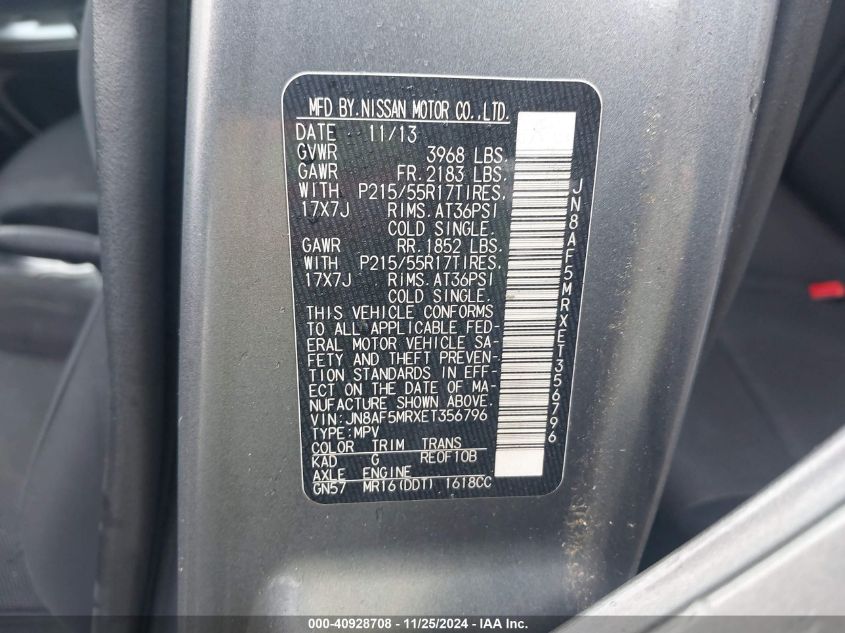 MFD BY.NISSAN MOTOR CO.,LTD.
DATE 11/13
GVWR 3968 LBS.
GAWR FR.2183 LBS.
WITH P215/55R17TIRES.
17X7J RIMS.AT36PSI
COLD SINGLE.
GAWR RR.1852 LBS.
WITH P215/55R17TIRES.
17X7J RIMS.AT36PSI
COLD SINGLE.
THIS VEHICLE CONFORMS
TO ALL APPLICABLE FED-
ERAL MOTOR VEHICLE SA-
FETY AND THEFT PREVEN-
TION STANDARDS IN EFF-
ECT ON THE DATE OF MA-
NUFACTURE SHOWN ABOVE.
VIN:JN8AF5MRXET356796
TYPE:MPV
COLOR TRIM TRANS
KAD G RE0F10B
AXLE ENGINE
GN57 MR16(DDT) 1618CC
JN8AF5MRXET356796
000-40928708 - 11/25/2024 - IAA, Inc.